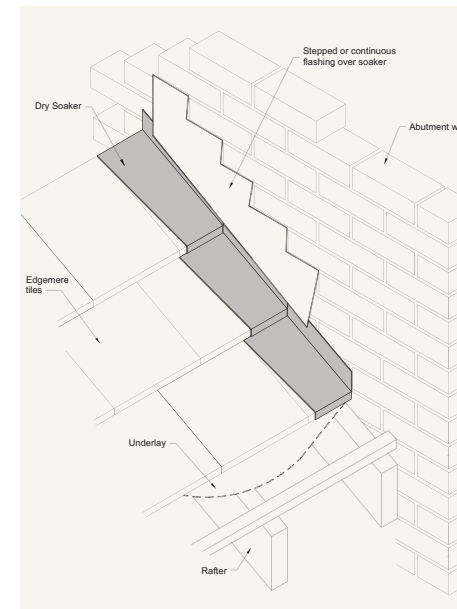 Stepped or continuous
flashing over soaker
Dry Soaker
Abutment w
Edgemere
tiles
Underlay
Rafter